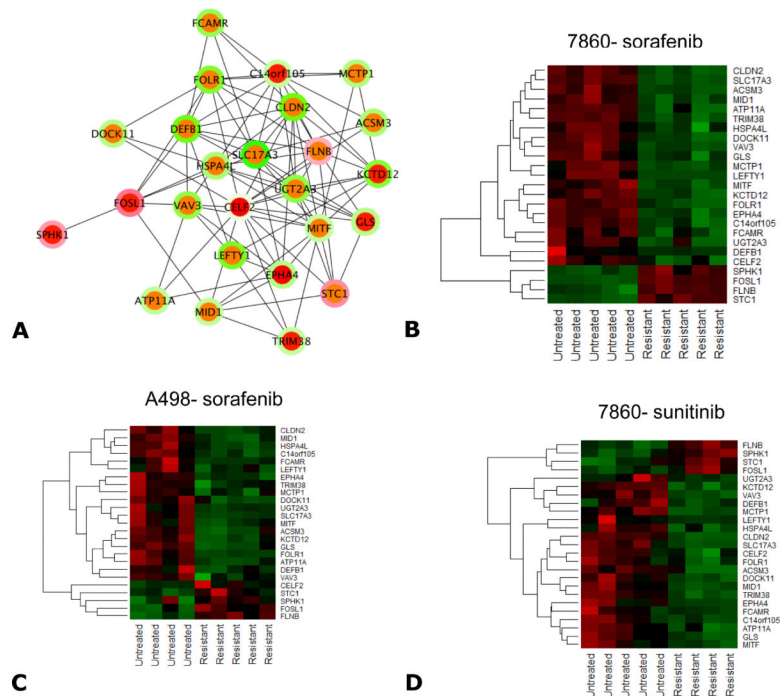 FCAMR
C14orf105
MCTP1
FOLR1
CLDN2
ACSM3
DEFB1
DOCK11
SLC17A3
FLNB
HSPA4L
KCTD12
UGT2A3
FOSL1
VAV3
CELF2
GLS
SPHK1
MITF
LEFTY1
EPHA4
STC1
ATP11A
MID1
TRIM38
A
7860- sorafenib
CLDN2
SLC17A3
ACSM3
MID1
ATP11A
TRIM38
HSPA4L
DOCK11
VAV3
GLS
MCTP1
LEFTY1
MITF
KCTD12
FOLR1
EPHA4
C14orf105
FCAMR
UGT2A3
DEFB1
CELF2
SPHK1
FOSL1
FLNB
STC1
Untreated
Untreated
Untreated
Untreated
Untreated
Resistant
Resistant
Resistant
Resistant
Resistant
B
A498- sorafenib
CLDN2
MID1
HSPA4L
C14orf105
FCAMR
LEFTY1
EPHA4
TRIM38
MCTP1
DOCK11
UGT2A3
SLC17A3
MITF
ACSM3
KCTD12
GLS
FOLR1
ATP11A
DEFB1
VAV3
CELF2
STC1
SPHK1
FOSL1
FLNB
Untreated
Untreated
Untreated
Untreated
Resistant
Resistant
Resistant
Resistant
Resistant
C
7860- sunitinib
FLNB
SPHK1
STC1
FOSL1
UGT2A3
KCTD12
VAV3
DEFB1
MCTP1
LEFTY1
HSPA4L
CLDN2
SLC17A3
CELF2
FOLR1
ACSM3
DOCK11
MID1
TRIM38
EPHA4
FCAMR
C14orf105
ATP11A
GLS
MITF
Untreated
Untreated
Untreated
Untreated
Untreated
Resistant
Resistant
Resistant
Resistant
D